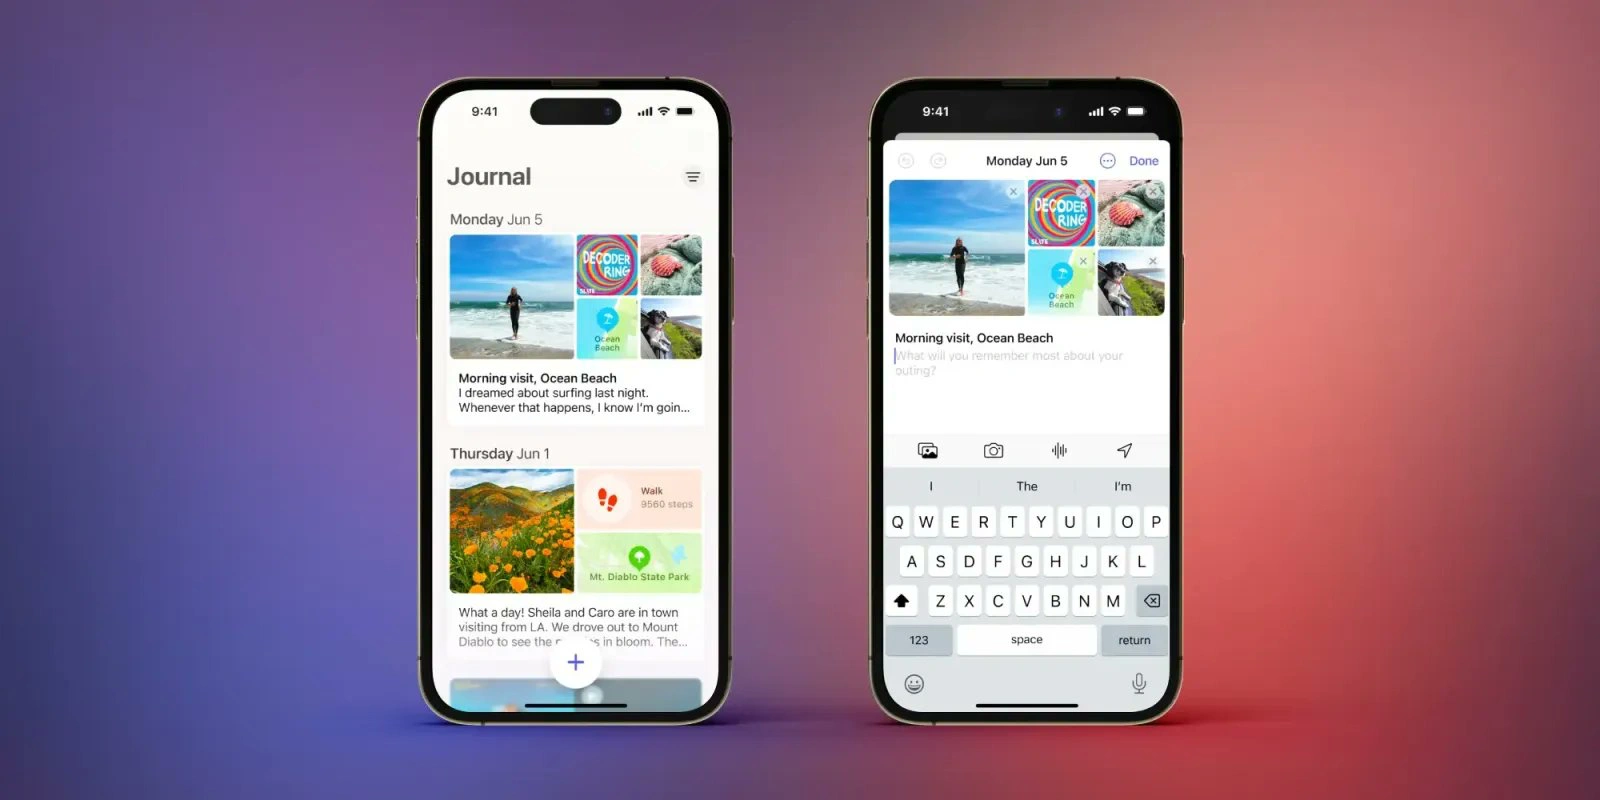 9:41
Journal
Monday Jun 5
DECODER
RING
SLATE
Ocean
Beach
Morning visit, Ocean Beach
I dreamed about surfing last night.
Whenever that happens, I know I'm goin...
Thursday Jun 1
Walk
9560 steps
Mt. Diablo State Park
What a day! Sheila and Caro are in town
visiting from LA. We drove out to Mount
Diablo to see the in bloom. The...
9:41
Monday Jun 5
Done
DECODER
RING
SLATE
Ocean
Beach
Morning visit, Ocean Beach
What will you remember most about your
outing?
I The I'm
Q W E R T Y U I O P
A S D F G H J K L
Z X C V B N M
123 space return